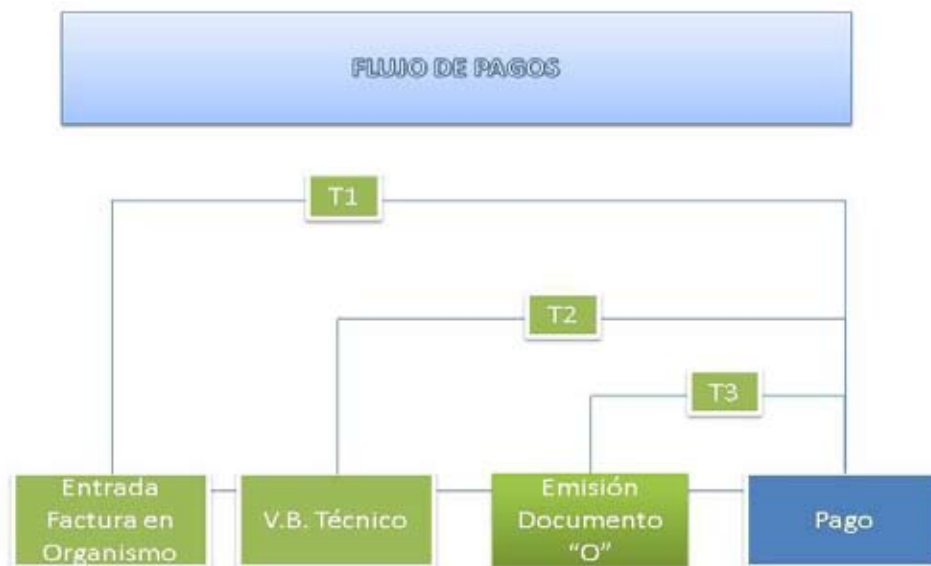 FLUJO DE PAGOS
T1
T2
T3
Entrada
Factura en
Organismo
V.B. Técnico
Emisión
Documento
“O”
Pago